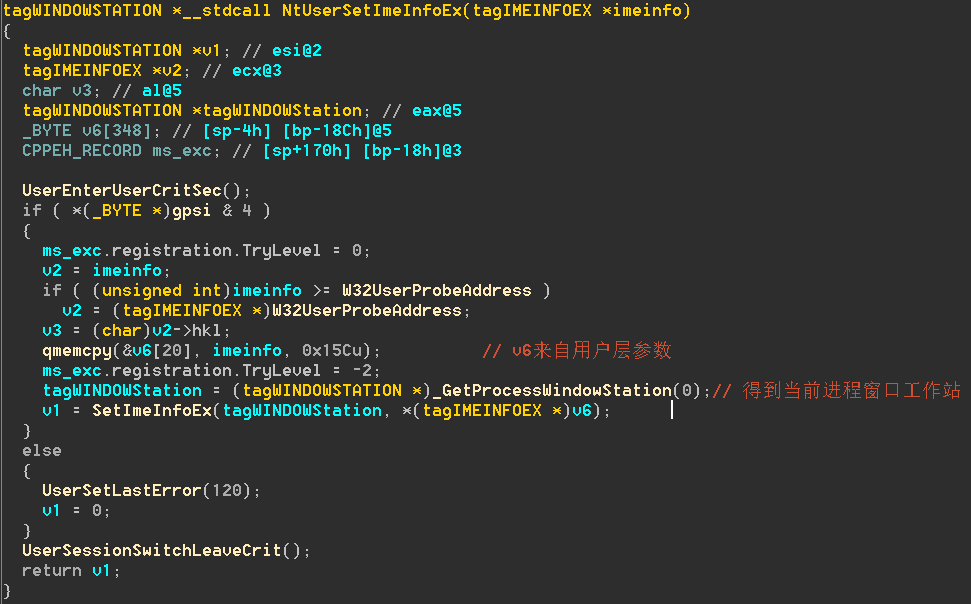 tagWINDOWSTATION *__stdcall NtUserSetImeInfoEx(tagIMEINFOEX *imeinfo)
{
  tagWINDOWSTATION *v1; // esi@2
  tagIMEINFOEX *v2; // ecx@3
  char v3; // al@5
  tagWINDOWSTATION *tagWINDOWStation; // eax@5
  _BYTE v6[348]; // [sp-4h] [bp-18Ch]@5
  CPPEH_RECORD ms_exc; // [sp+170h] [bp-18h]@3

  UserEnterUserCritSec();
  if ( *(_BYTE *)gpsi & 4 )
  {
    ms_exc.registration.TryLevel = 0;
    v2 = imeinfo;
    if ( (unsigned int)imeinfo >= W32UserProbeAddress )
      v2 = (tagIMEINFOEX *)W32UserProbeAddress;
    v3 = (char)v2->hkl;
    qmemcpy(&v6[20], imeinfo, 0x15Cu);          // v6来自用户层参数
    ms_exc.registration.TryLevel = -2;
    tagWINDOWStation = (tagWINDOWSTATION *)_GetProcessWindowStation(0);// 得到当前进程窗口工作站
    v1 = SetImeInfoEx(tagWINDOWStation, *(tagIMEINFOEX *)v6);
  }
  else
  {
    UserSetLastError(120);
    v1 = 0;
  }
  UserSessionSwitchLeaveCrit();
  return v1;
}